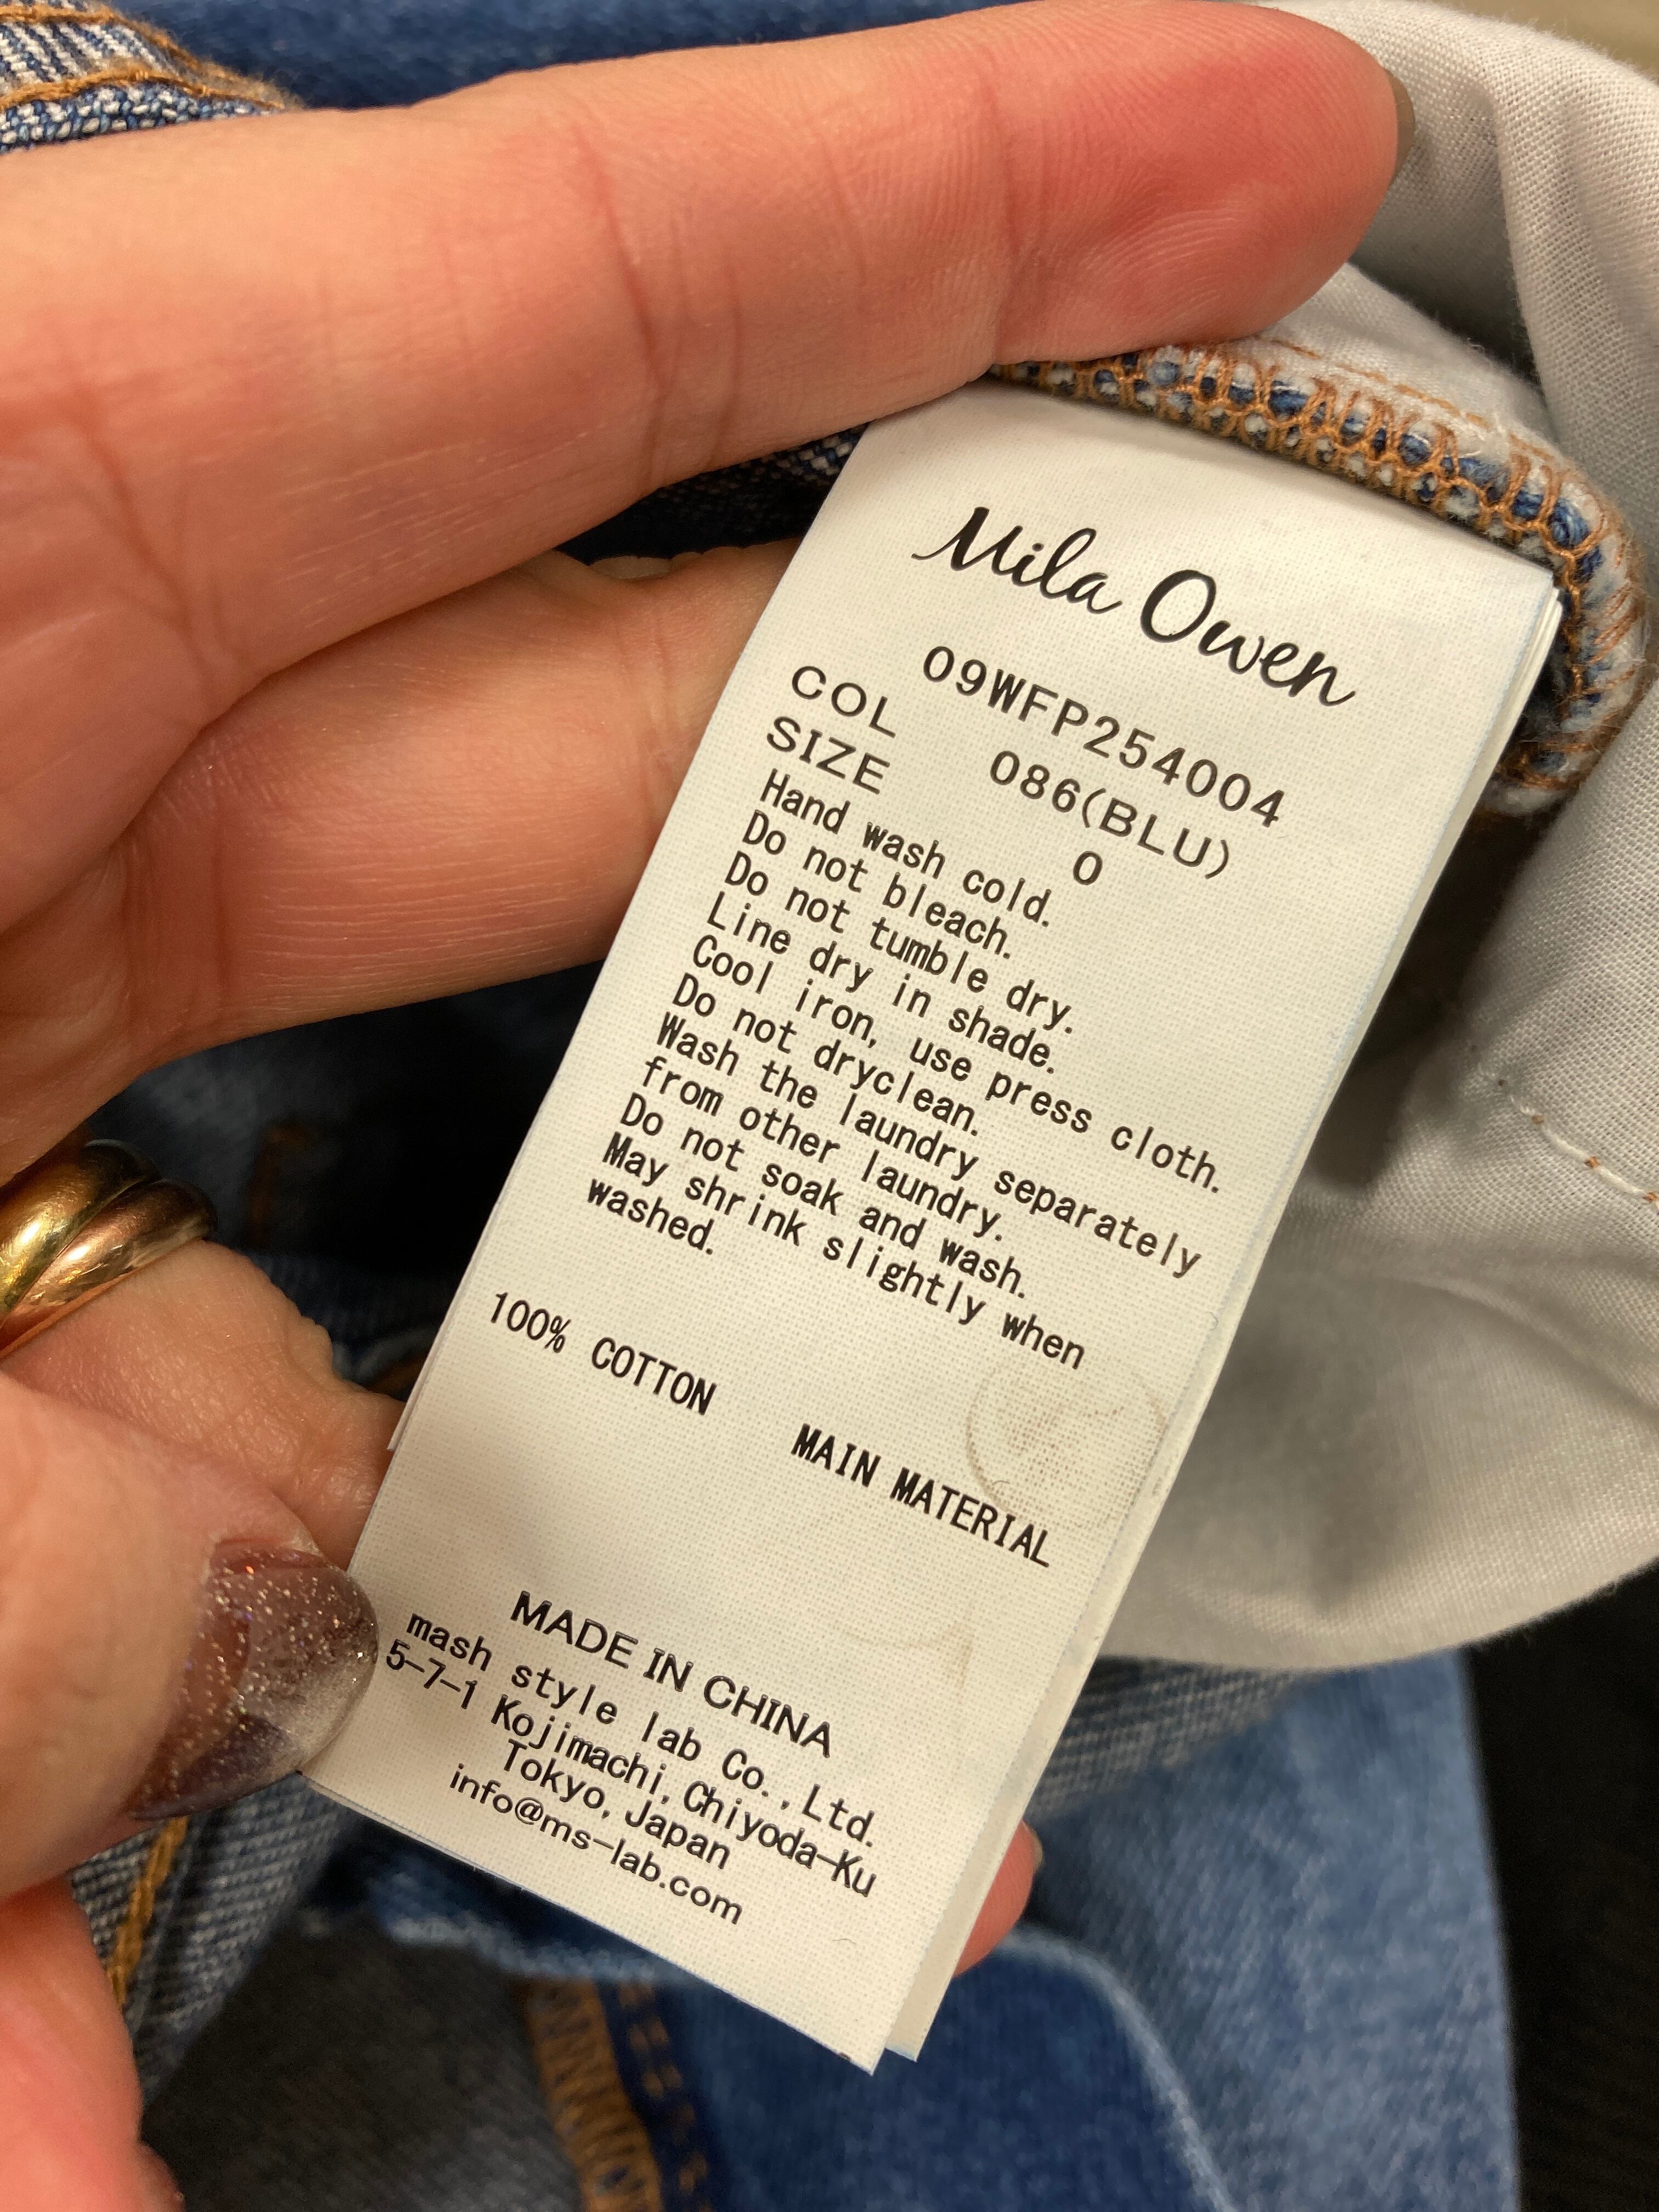 Mila Owen
09WFP254004
COL 086(BLU)
SIZE 0
Hand wash cold.
Do not bleach.
Do not tumble dry.
Line dry in shade.
Cool iron, use press cloth.
Do not dryclean.
Wash the laundry separately
from other laundry.
Do not soak and wash.
May shrink slightly when
washed.
100% COTTON
MAIN MATERIAL
MADE IN CHINA
mash style lab Co.,Ltd.
5-7-1 Kojimachi,Chiyoda-Ku
Tokyo,Japan
info@ms-lab.com